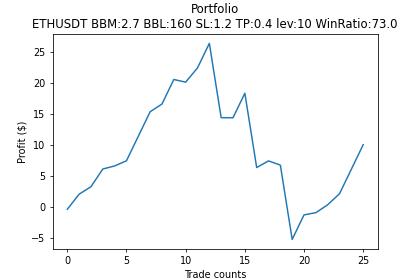 Portfolio
ETHUSDT BBM:2.7 BBL:160 SL:1.2 TP:0.4 lev:10 WinRatio:73.0
Profit ($)
25
20
15
10
5
0
−5
0 5 10 15 20 25
Trade counts